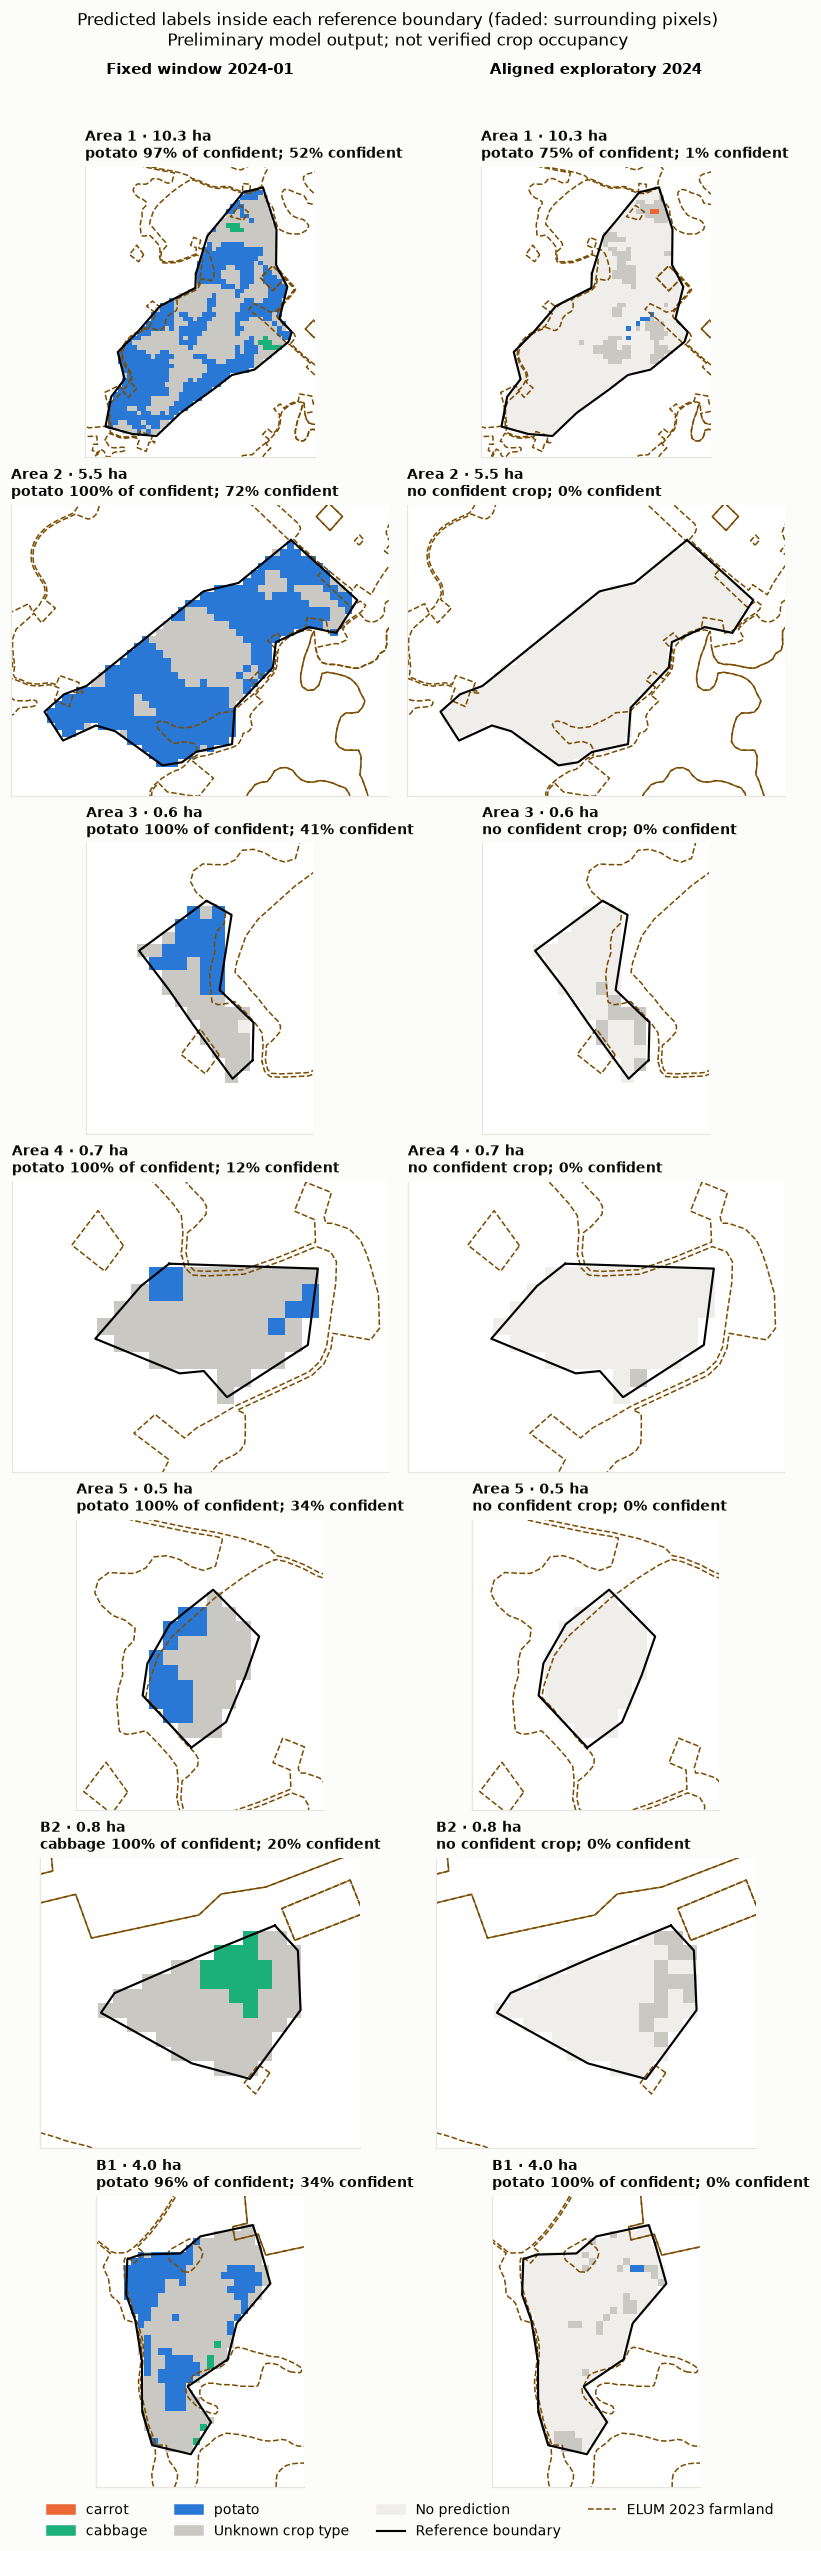 Predicted labels inside each reference boundary (faded: surrounding pixels)
Preliminary model output; not verified crop occupancy
Fixed window 2024-01
Aligned exploratory 2024
Area 1 · 10.3 ha
potato 97% of confident; 52% confident
Area 1 · 10.3 ha
potato 75% of confident; 1% confident
Area 2 · 5.5 ha
potato 100% of confident; 72% confident
Area 2 · 5.5 ha
no confident crop; 0% confident
Area 3 · 0.6 ha
potato 100% of confident; 41% confident
Area 3 · 0.6 ha
no confident crop; 0% confident
Area 4 · 0.7 ha
potato 100% of confident; 12% confident
Area 4 · 0.7 ha
no confident crop; 0% confident
Area 5 · 0.5 ha
potato 100% of confident; 34% confident
Area 5 · 0.5 ha
no confident crop; 0% confident
B2 · 0.8 ha
cabbage 100% of confident; 20% confident
B2 · 0.8 ha
no confident crop; 0% confident
B1 · 4.0 ha
potato 96% of confident; 34% confident
B1 · 4.0 ha
potato 100% of confident; 0% confident
carrot
cabbage
potato
Unknown crop type
No prediction
Reference boundary
ELUM 2023 farmland